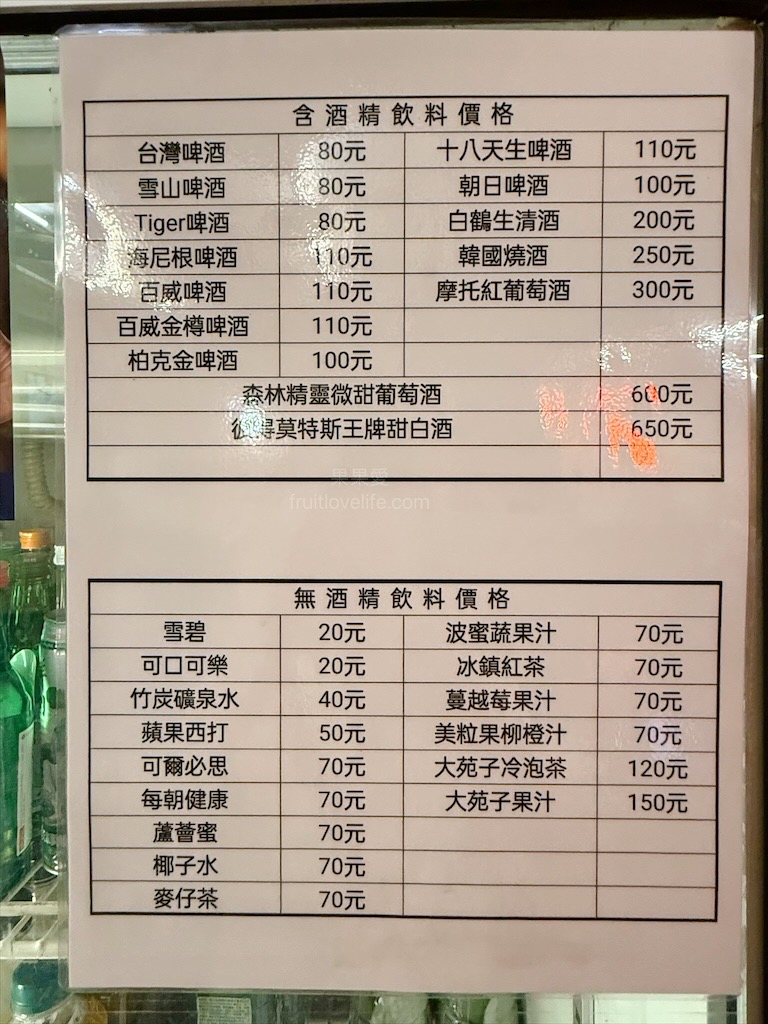 含酒精飲料價格
台灣啤酒 80元 十八天生啤酒 110元
雪山啤酒 80元 朝日啤酒 100元
Tiger啤酒 80元 白鶴生清酒 200元
海尼根啤酒 110元 韓國燒酒 250元
百威啤酒 110元 摩托紅葡萄酒 300元
百威金樽啤酒 110元
柏克金啤酒 100元
森林精靈微甜葡萄酒 600元
彼得莫特斯王牌甜白酒 650元
果果愛
fruitlovelife.com
無酒精飲料價格
雪碧 20元 波蜜蔬果汁 70元
可口可樂 20元 冰鎮紅茶 70元
竹炭礦泉水 40元 蔓越莓果汁 70元
蘋果西打 50元 美粒果柳橙汁 70元
可爾必思 70元 大苑子冷泡茶 120元
每朝健康 70元 大苑子果汁 150元
蘆薈蜜 70元
椰子水 70元
麥仔茶 70元